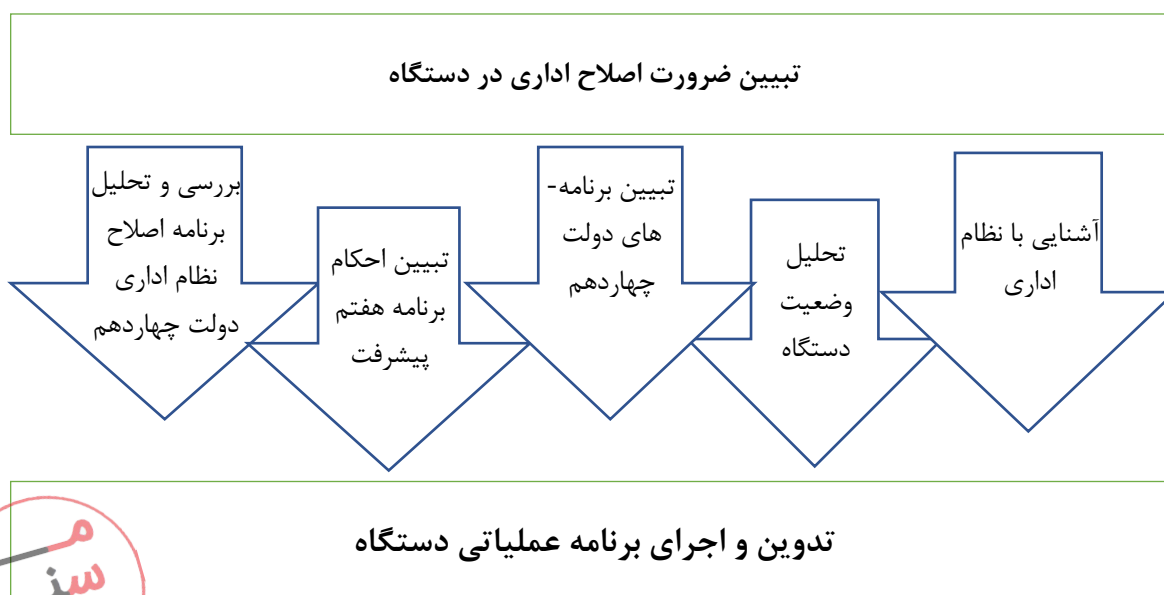 تبیین ضرورت اصلاح اداری در دستگاه
آشنایی با نظام
اداری
تحلیل
وضعیت
دستگاه
تبیین برنامه-
های دولت
چهاردهم
تبیین احکام
برنامه هفتم
پیشرفت
بررسی و تحلیل
برنامه اصلاح
نظام اداری
دولت چهاردهم
تدوین و اجرای برنامه عملیاتی دستگاه